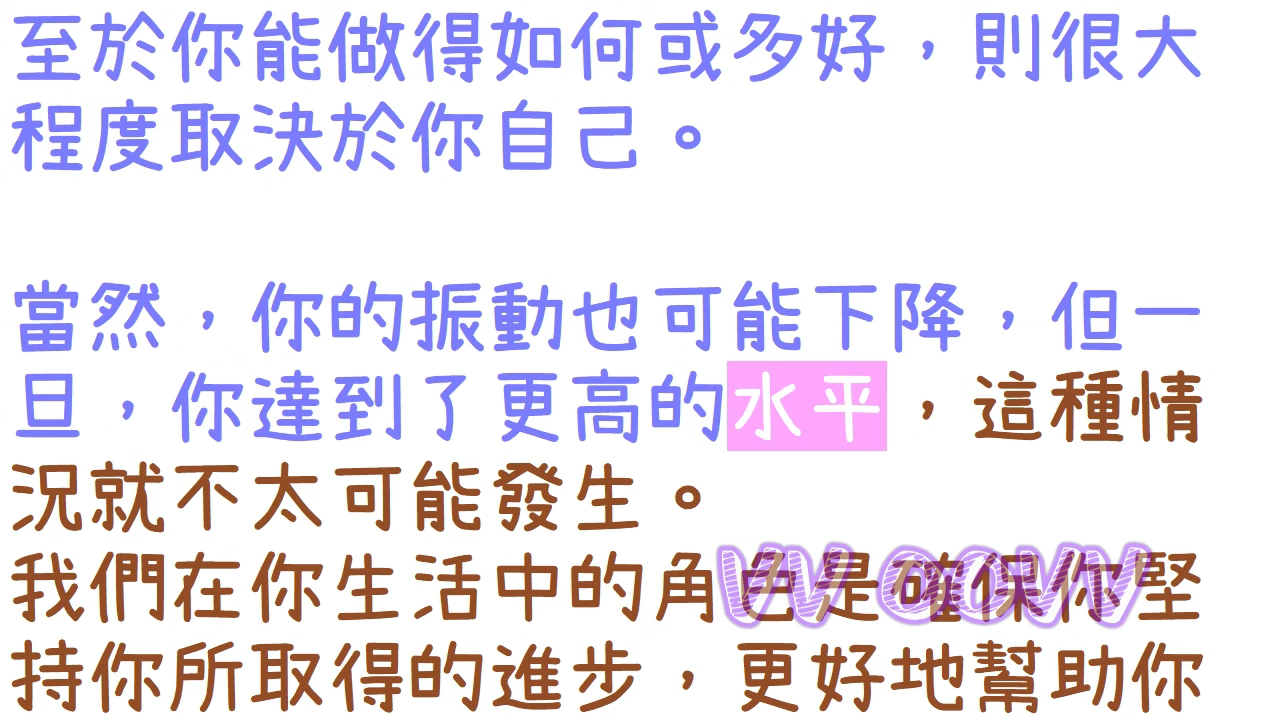 至於你能做得如何或多好，則很大
程度取決於你自己。
當然，你的振動也可能下降，但一
旦，你達到了更高的水平，這種情
況就不太可能發生。
我們在你生活中的角色是確保你堅
持你所取得的進步，更好地幫助你